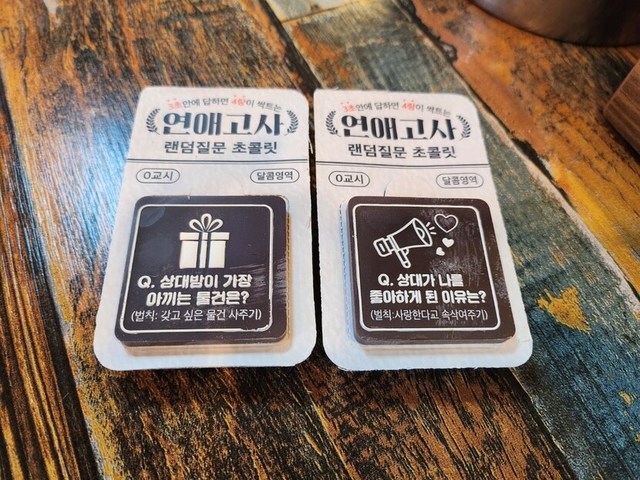 3초안에 답하면 4랑이 싹트는
연애고사
랜덤질문 초콜릿
0교시
달콤영역
Q. 상대방이 가장
아끼는 물건은?
(벌칙: 갖고 싶은 물건 사주기)
3초안에 답하면 4랑이 싹트는
연애고사
랜덤질문 초콜릿
0교시
달콤영역
Q. 상대가 나를
좋아하게 된 이유는?
(벌칙:사랑한다고 속삭여주기)